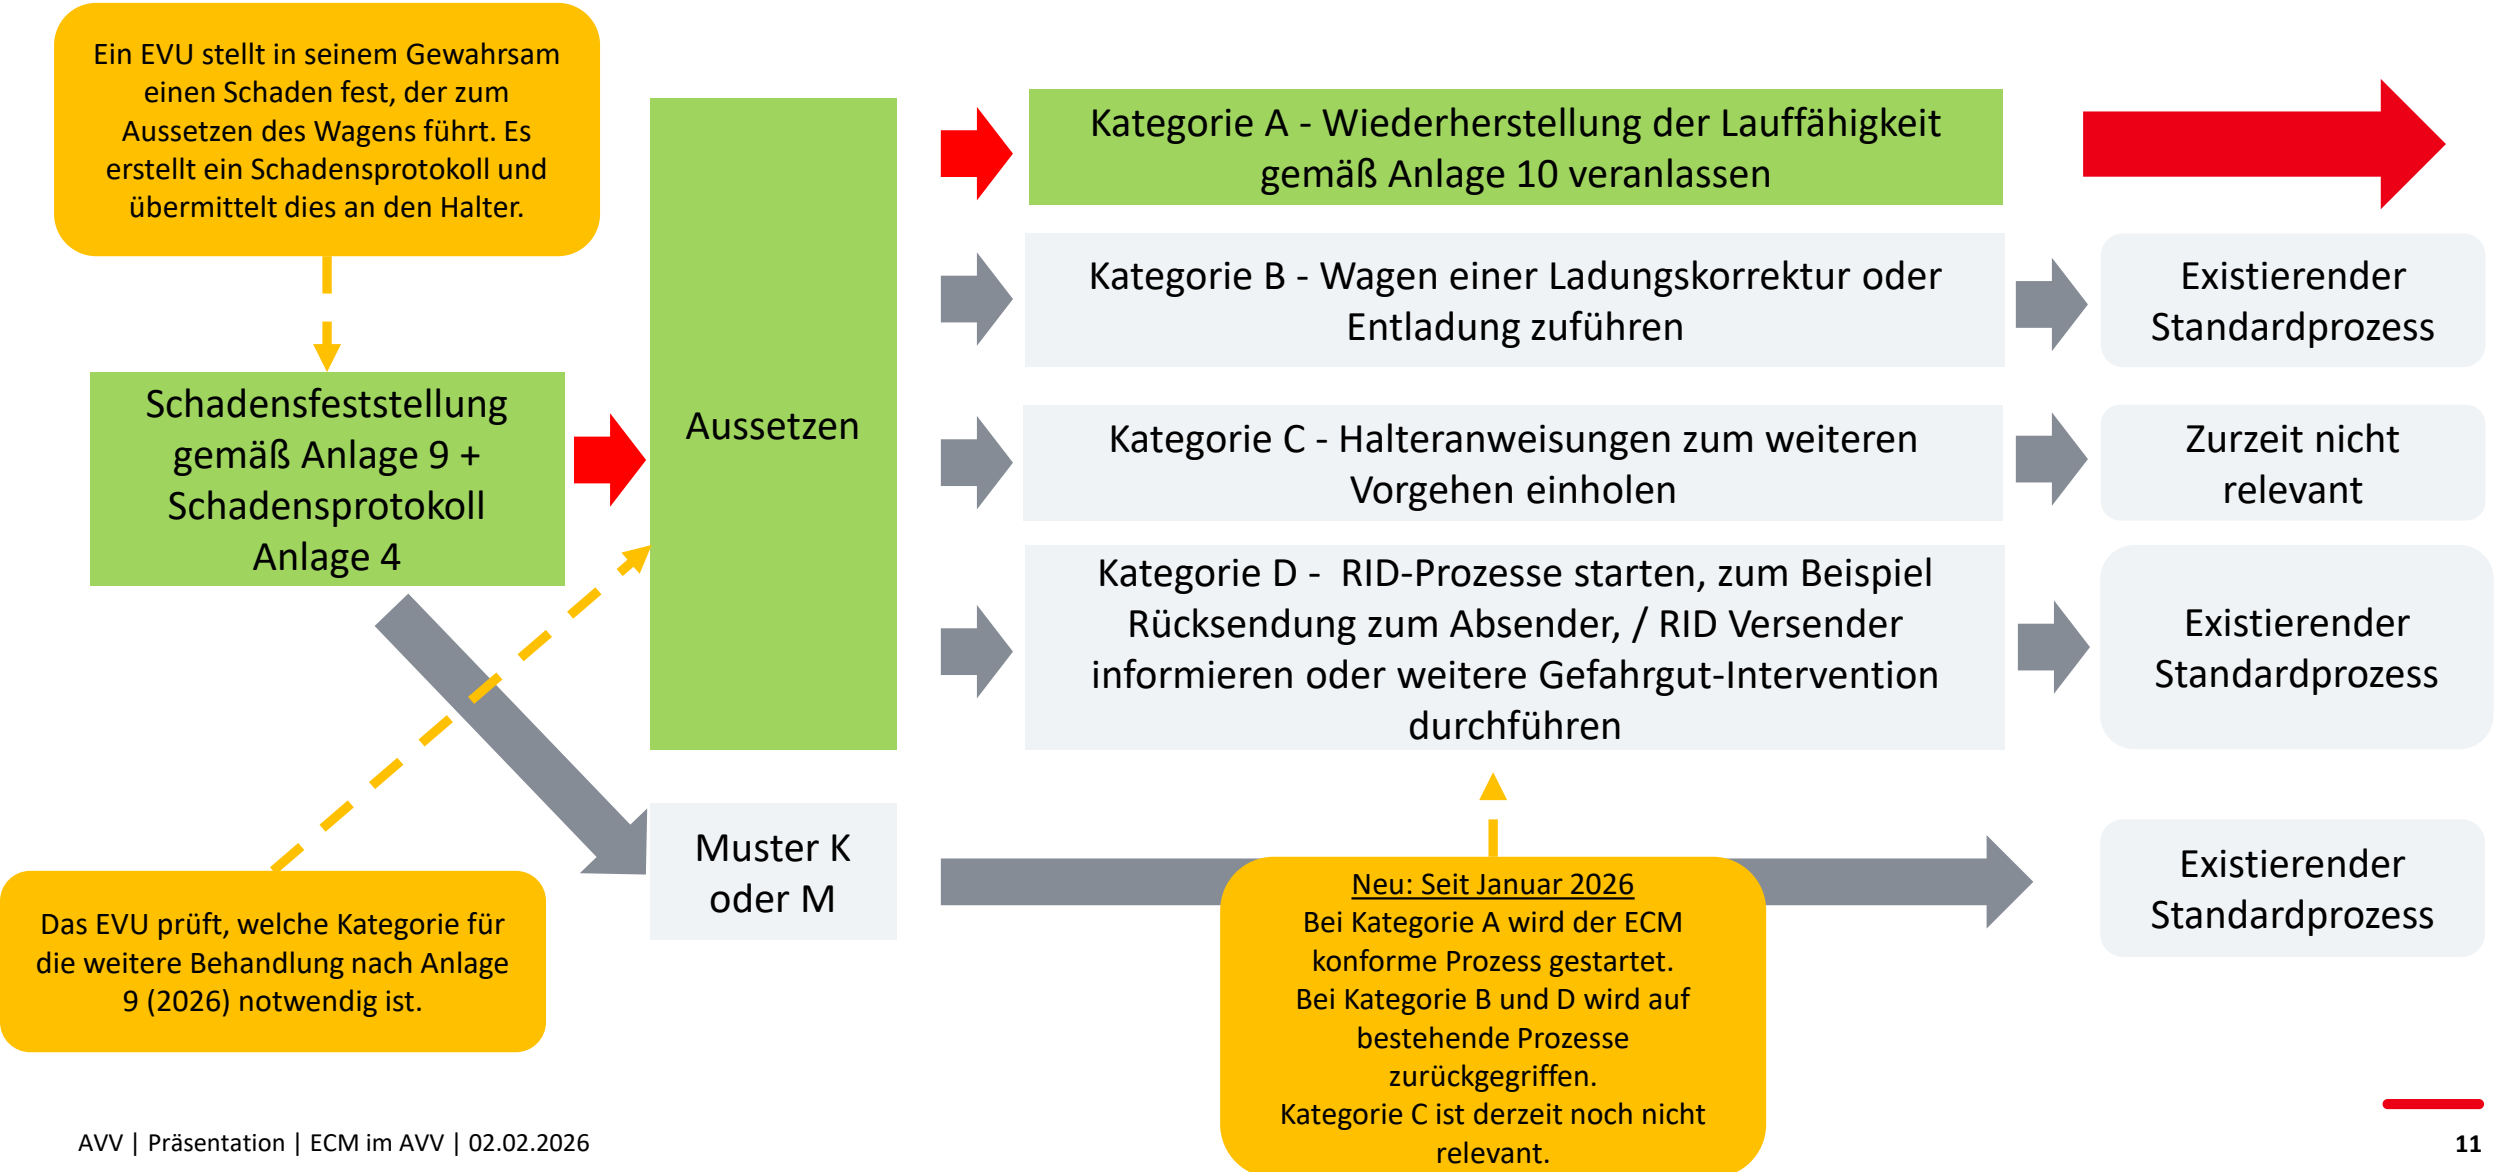 Ein EVU stellt in seinem Gewahrsam
einen Schaden fest, der zum
Aussetzen des Wagens führt. Es
erstellt ein Schadensprotokoll und
übermittelt dies an den Halter.
Schadensfeststellung
gemäß Anlage 9 +
Schadensprotokoll
Anlage 4
Das EVU prüft, welche Kategorie für
die weitere Behandlung nach Anlage
9 (2026) notwendig ist.
Aussetzen
Muster K
oder M
Kategorie A - Wiederherstellung der Lauffähigkeit
gemäß Anlage 10 veranlassen
Kategorie B - Wagen einer Ladungskorrektur oder
Entladung zuführen
Existierender
Standardprozess
Kategorie C - Halteranweisungen zum weiteren
Vorgehen einholen
Zurzeit nicht
relevant
Kategorie D - RID-Prozesse starten, zum Beispiel
Rücksendung zum Absender, / RID Versender
informieren oder weitere Gefahrgut-Intervention
durchführen
Existierender
Standardprozess
Neu: Seit Januar 2026
Bei Kategorie A wird der ECM
konforme Prozess gestartet.
Bei Kategorie B und D wird auf
bestehende Prozesse
zurückgegriffen.
Kategorie C ist derzeit noch nicht
relevant.
Existierender
Standardprozess
AVV | Präsentation | ECM im AVV | 02.02.2026
11